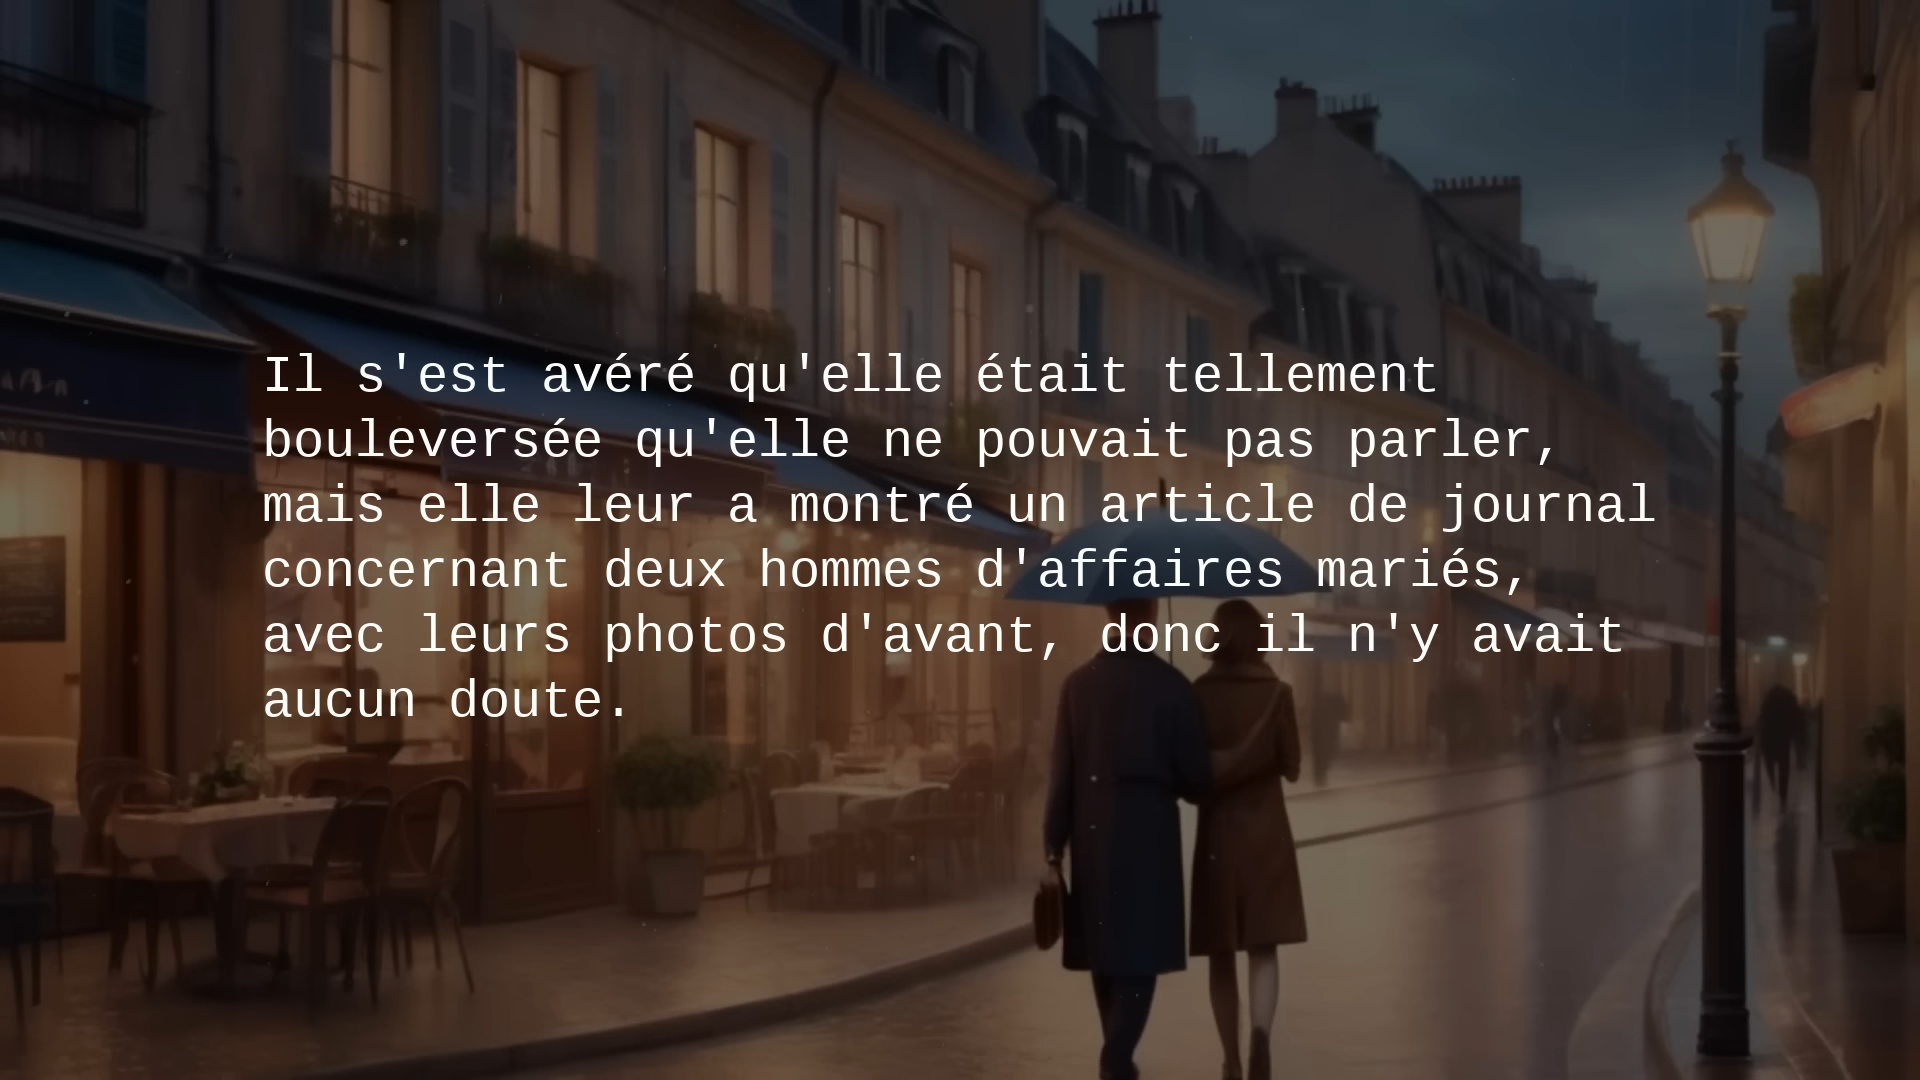 Il s'est avéré qu'elle était tellement
bouleversée qu'elle ne pouvait pas parler,
mais elle leur a montré un article de journal
concernant deux hommes d'affaires mariés,
avec leurs photos d'avant, donc il n'y avait
aucun doute.